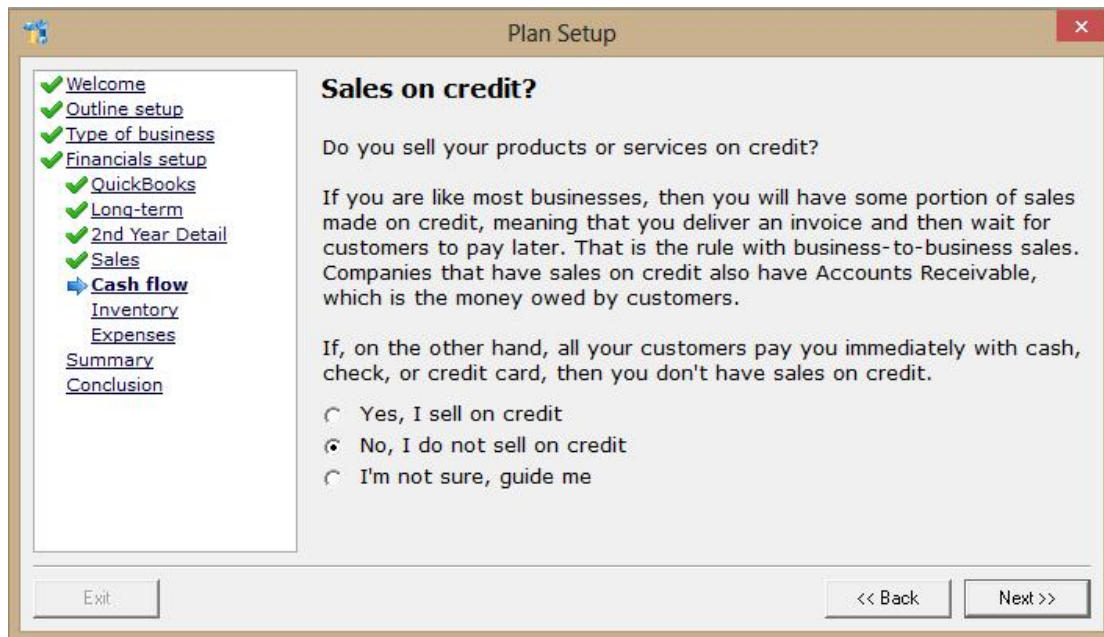 Plan Setup
Welcome
Outline setup
Type of business
Financials setup
QuickBooks
Long-term
2nd Year Detail
Sales
Cash flow
Inventory
Expenses
Summary
Conclusion
Sales on credit?
Do you sell your products or services on credit?
If you are like most businesses, then you will have some portion of sales
made on credit, meaning that you deliver an invoice and then wait for
customers to pay later. That is the rule with business-to-business sales.
Companies that have sales on credit also have Accounts Receivable,
which is the money owed by customers.
If, on the other hand, all your customers pay you immediately with cash,
check, or credit card, then you don't have sales on credit.
Yes, I sell on credit
No, I do not sell on credit
I'm not sure, guide me
Exit
<< Back
Next >>